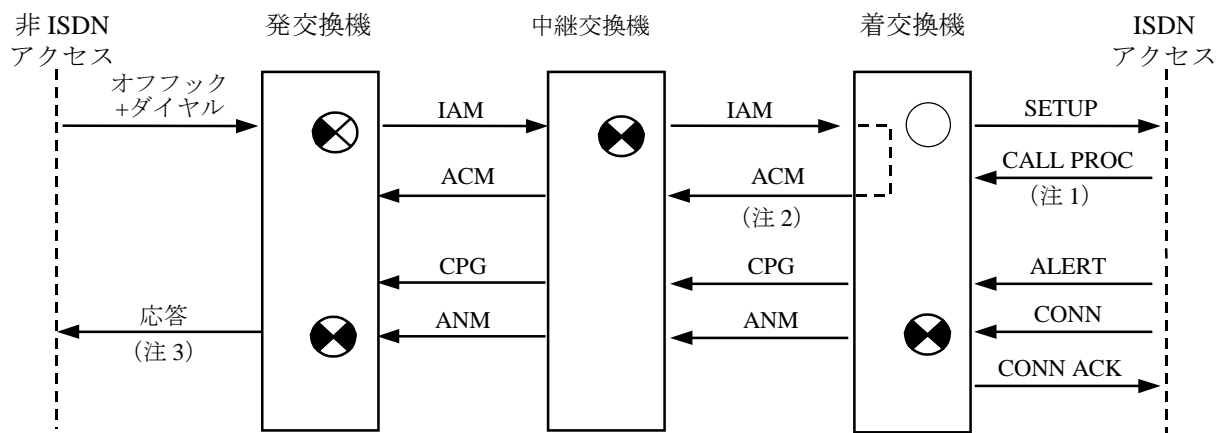 非 ISDN
アクセス
発交換機
中継交換機
着交換機
ISDN
アクセス
オフフック
+ダイヤル
IAM
IAM
SETUP
ACM
ACM
（注 2）
CALL PROC
（注 1）
CPG
CPG
ALERT
応答
（注 3）
ANM
ANM
CONN
CONN ACK